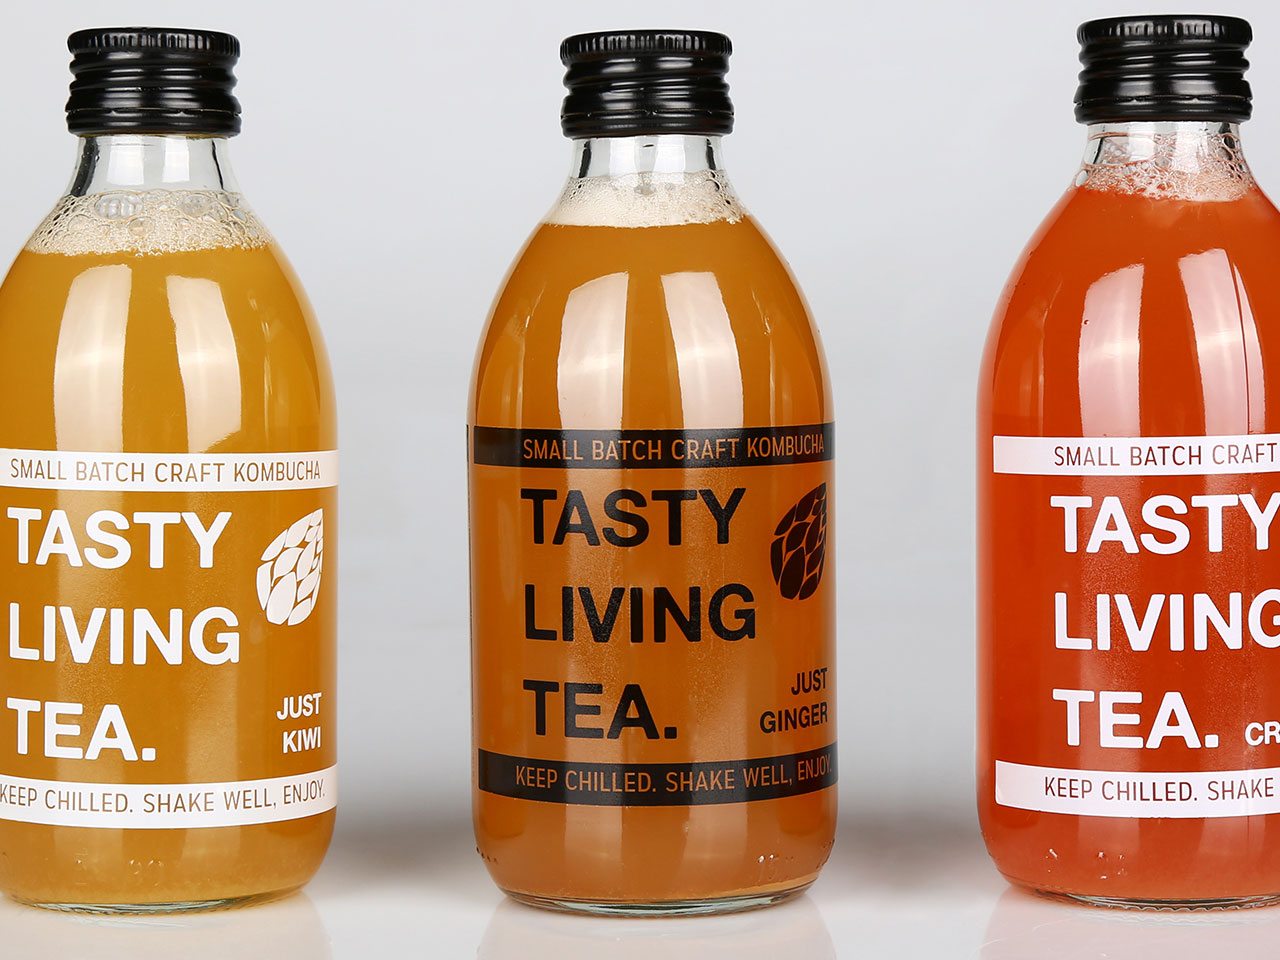 SMALL BATCH CRAFT KOMBUCHA
TASTY
LIVING
TEA.
JUST
KIWI
KEEP CHILLED. SHAKE WELL, ENJOY.
SMALL BATCH CRAFT KOMBUCHA
TASTY
LIVING
TEA.
JUST
GINGER
KEEP CHILLED. SHAKE WELL, ENJOY.
SMALL BATCH CRAFT
TASTY
LIVING
TEA.
KEEP CHILLED. SHAKE